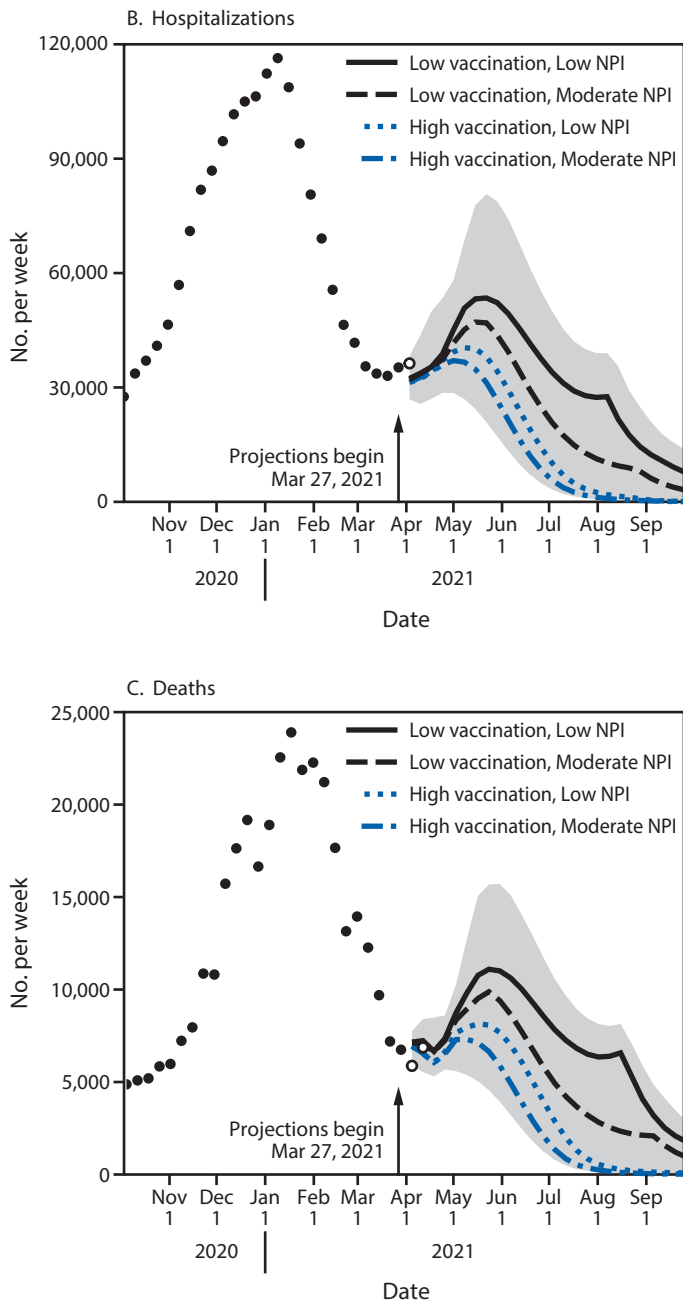 B. Hospitalizations
120,000
90,000
60,000
30,000
0
No. per week
Low vaccination, Low NPI
Low vaccination, Moderate NPI
High vaccination, Low NPI
High vaccination, Moderate NPI
Projections begin
Mar 27, 2021
Nov Dec Jan Feb Mar Apr May Jun Jul Aug Sep
1 1 1 1 1 1 1 1 1 1 1
2020 2021
Date
C. Deaths
25,000
20,000
15,000
10,000
5,000
0
No. per week
Low vaccination, Low NPI
Low vaccination, Moderate NPI
High vaccination, Low NPI
High vaccination, Moderate NPI
Projections begin
Mar 27, 2021
Nov Dec Jan Feb Mar Apr May Jun Jul Aug Sep
1 1 1 1 1 1 1 1 1 1 1
2020 2021
Date